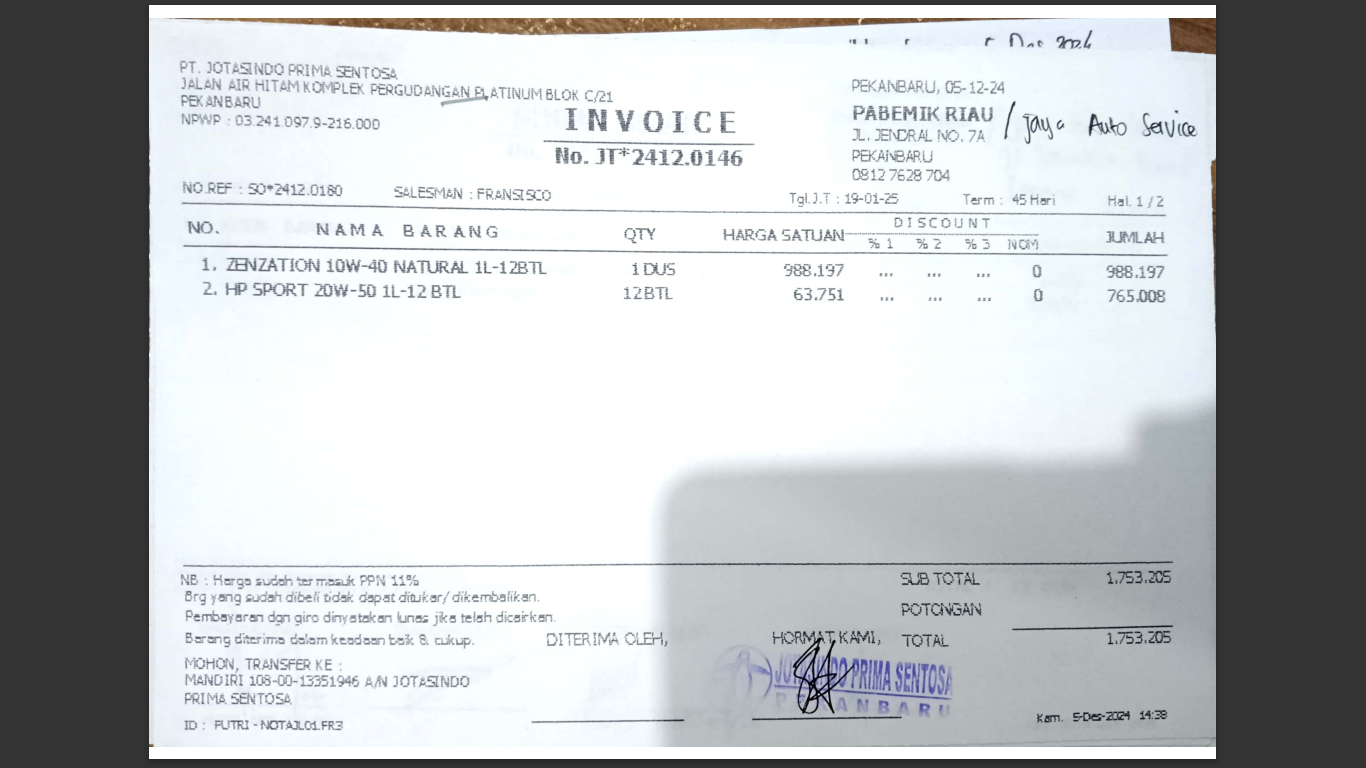 5 Des 2024
PT. JOTASINDO PRIMA SENTOSA
JALAN AIR HITAM KOMPLEK PERGUDANGAN PLATINUM BLOK C/21
PEKANBARU
NPWP : 03.241.097.9-216.000
INVOICE
No. JT*2412.0146
PEKANBARU, 05-12-24
PABEMIK RIAU / Jaya Auto Service
JL. JENDRAL NO. 7A
PEKANBARU
0812 7628 704
NO.REF : SO*2412.0180 SALESMAN : FRANSISCO Tgl.J.T : 19-01-25 Term : 45 Hari Hal. 1 / 2
NO. NAMA BARANG QTY HARGA SATUAN DISCOUNT JUMLAH
% 1 % 2 % 3 NOM
1. ZENZATION 10W-40 NATURAL 1L-12BTL 1 DUS 988.197 ... ... ... 0 988.197
2. HP SPORT 20W-50 1L-12 BTL 12 BTL 63.751 ... ... ... 0 765.008
NB : Harga sudah termasuk PPN 11%
Brg yang sudah dibeli tidak dapat ditukar/ dikembalikan.
Pembayaran dgn giro dinyatakan lunas jika telah dicairkan.
Barang diterima dalam keadaan baik & cukup.
SUB TOTAL 1.753.205
POTONGAN
TOTAL 1.753.205
DITERIMA OLEH, HORMAT KAMI,
MOHON, TRANSFER KE :
MANDIRI 108-00-13351946 A/N JOTASINDO
PRIMA SENTOSA
JOTASINDO PRIMA SENTOSA
PEKANBARU
ID : PUTRI - NOTAJL01.FR3
Kam, 5-Des-2024 14:38